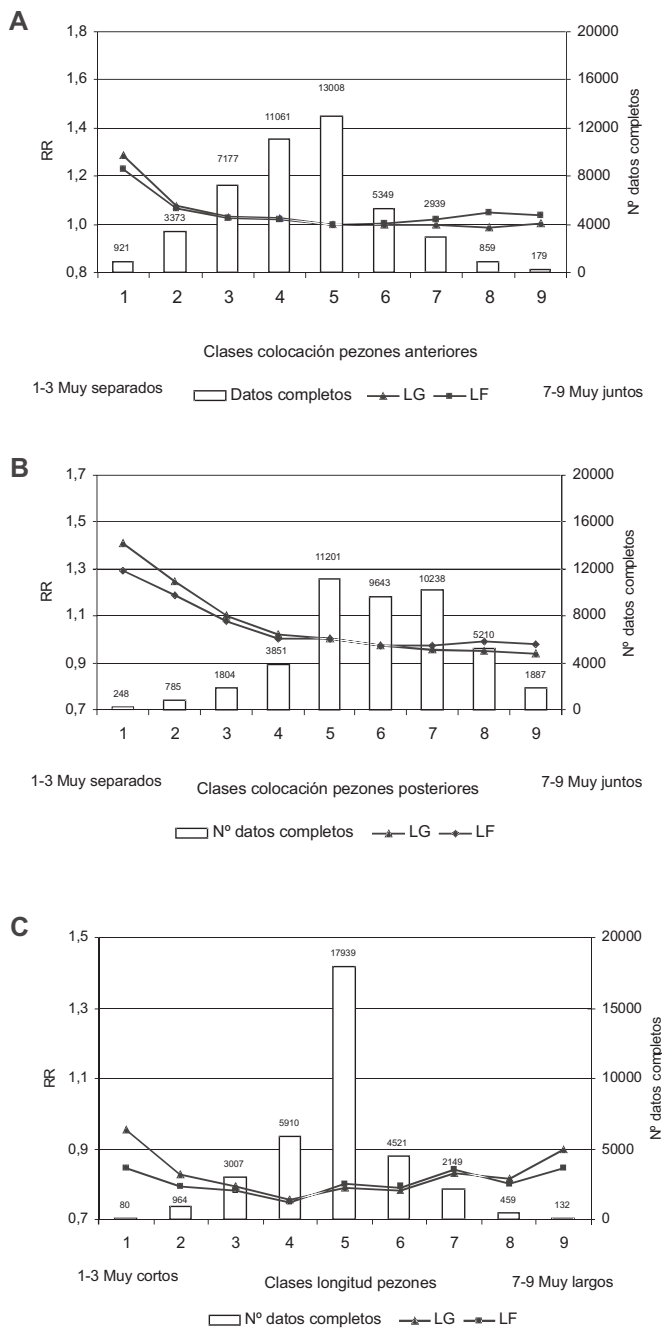 A
1,8 20000
1,6 16000
1,4 12000
1,2 8000
1,0 4000
0,8 0
RR
Nº datos completos
921 3373 7177 11061 13008 5349 2939 859 179
1 2 3 4 5 6 7 8 9
Clases colocación pezones anteriores
1-3 Muy separados Datos completos LG LF 7-9 Muy juntos
B
1,7 20000
1,5 16000
1,3 12000
1,1 8000
0,9 4000
0,7 0
RR
Nº datos completos
248 785 1804 3851 11201 9643 10238 5210 1887
1 2 3 4 5 6 7 8 9
1-3 Muy separados Clases colocación pezones posteriores 7-9 Muy juntos
Nº datos completos LG LF
C
1,5 20000
1,3 15000
1,1 10000
0,9 5000
0,7 0
RR
Nº datos completos
80 964 3007 5910 17939 4521 2149 459 132
1 2 3 4 5 6 7 8 9
1-3 Muy cortos Clases longitud pezones 7-9 Muy largos
Nº datos completos LG LF